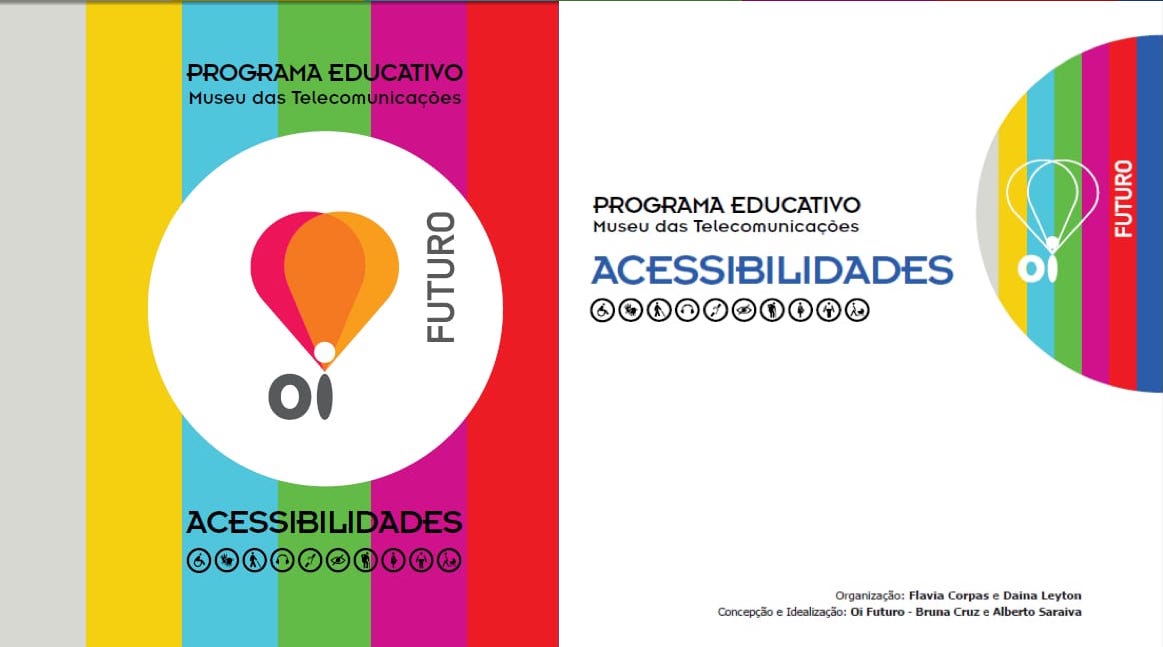 PROGRAMA EDUCATIVO
Museu das Telecomunicações
FUTURO
Oi
ACESSIBILIDADES
PROGRAMA EDUCATIVO
Museu das Telecomunicações
ACESSIBILIDADES
FUTURO
Oi
Organização: Flavia Corpas e Daina Leyton
Concepção e Idealização: Oi Futuro - Bruna Cruz e Alberto Saraiva